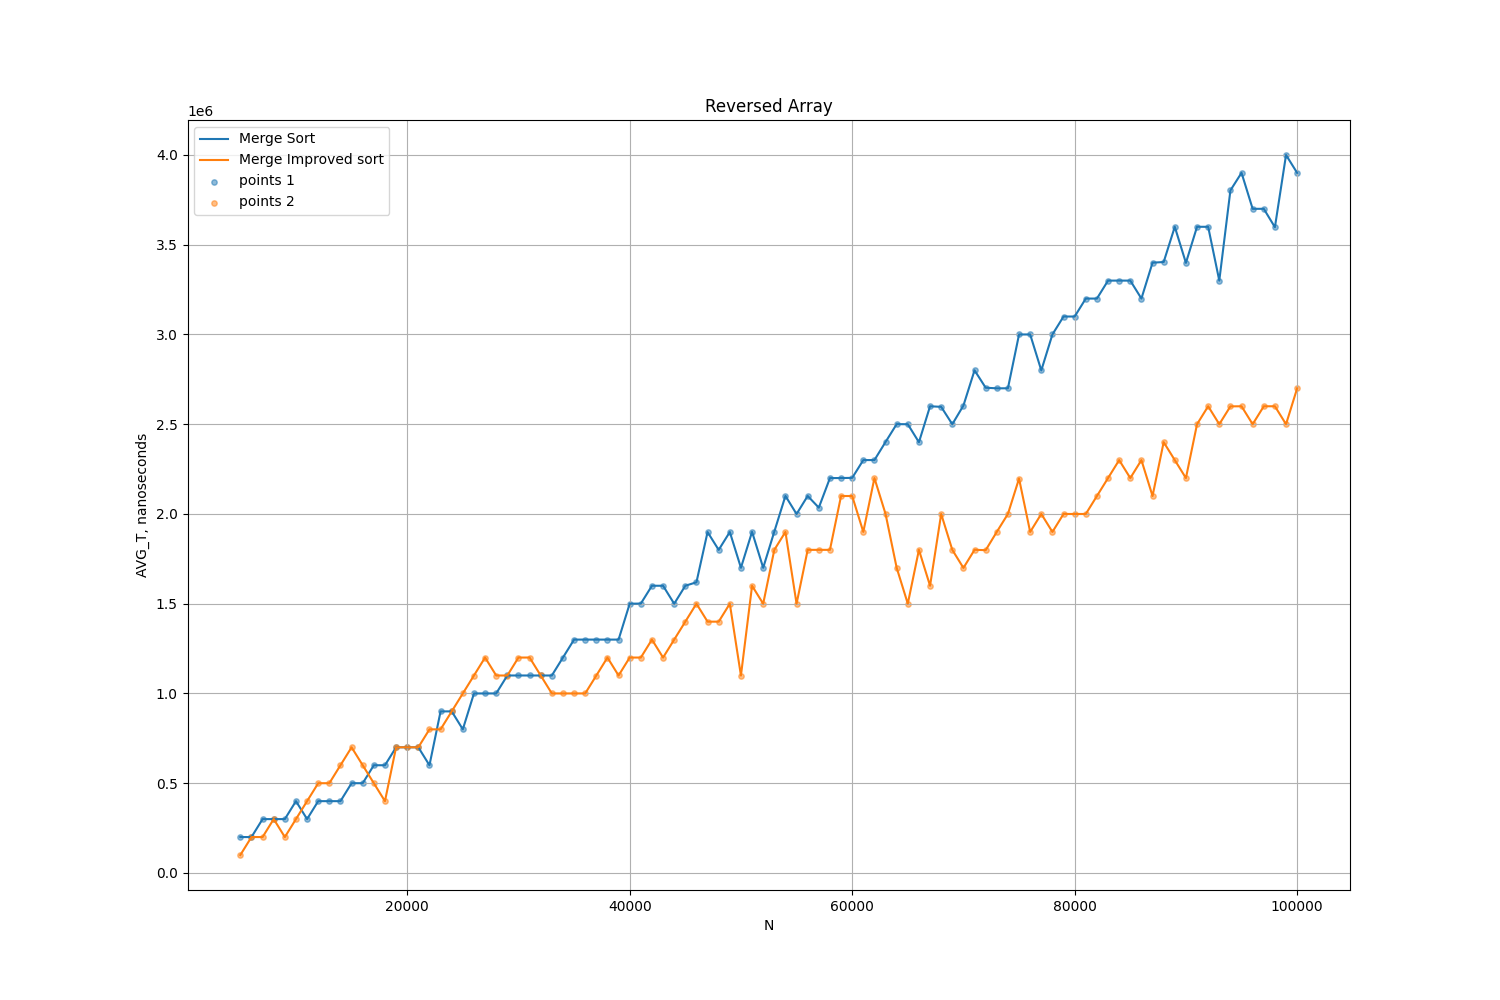 Reversed Array
1e6
Merge Sort
Merge Improved sort
points 1
points 2
4.0
3.5
3.0
2.5
2.0
1.5
1.0
0.5
0.0
AVG_T, nanoseconds
20000 40000 60000 80000 100000
N